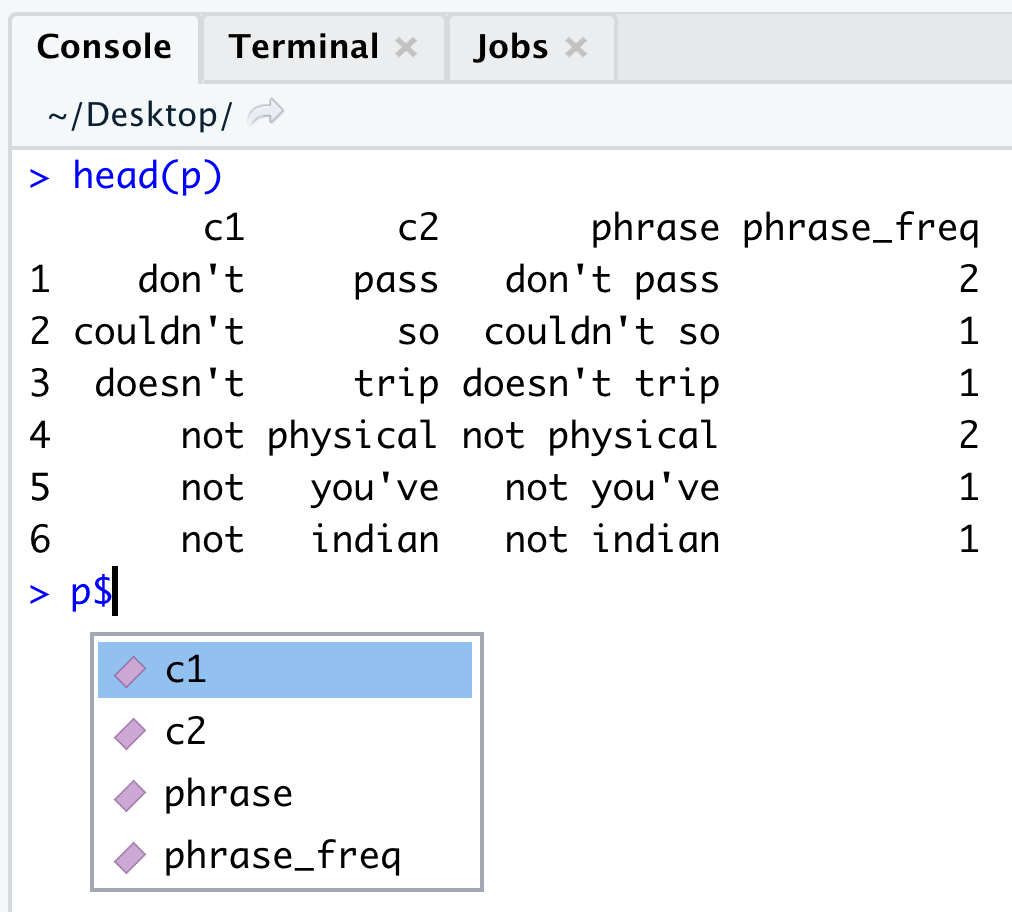 Console Terminal Jobs
~/Desktop/
> head(p)
c1 c2 phrase phrase_freq
1 don't pass don't pass 2
2 couldn't so couldn't so 1
3 doesn't trip doesn't trip 1
4 not physical not physical 2
5 not you've not you've 1
6 not indian not indian 1
> p$
c1
c2
phrase
phrase_freq